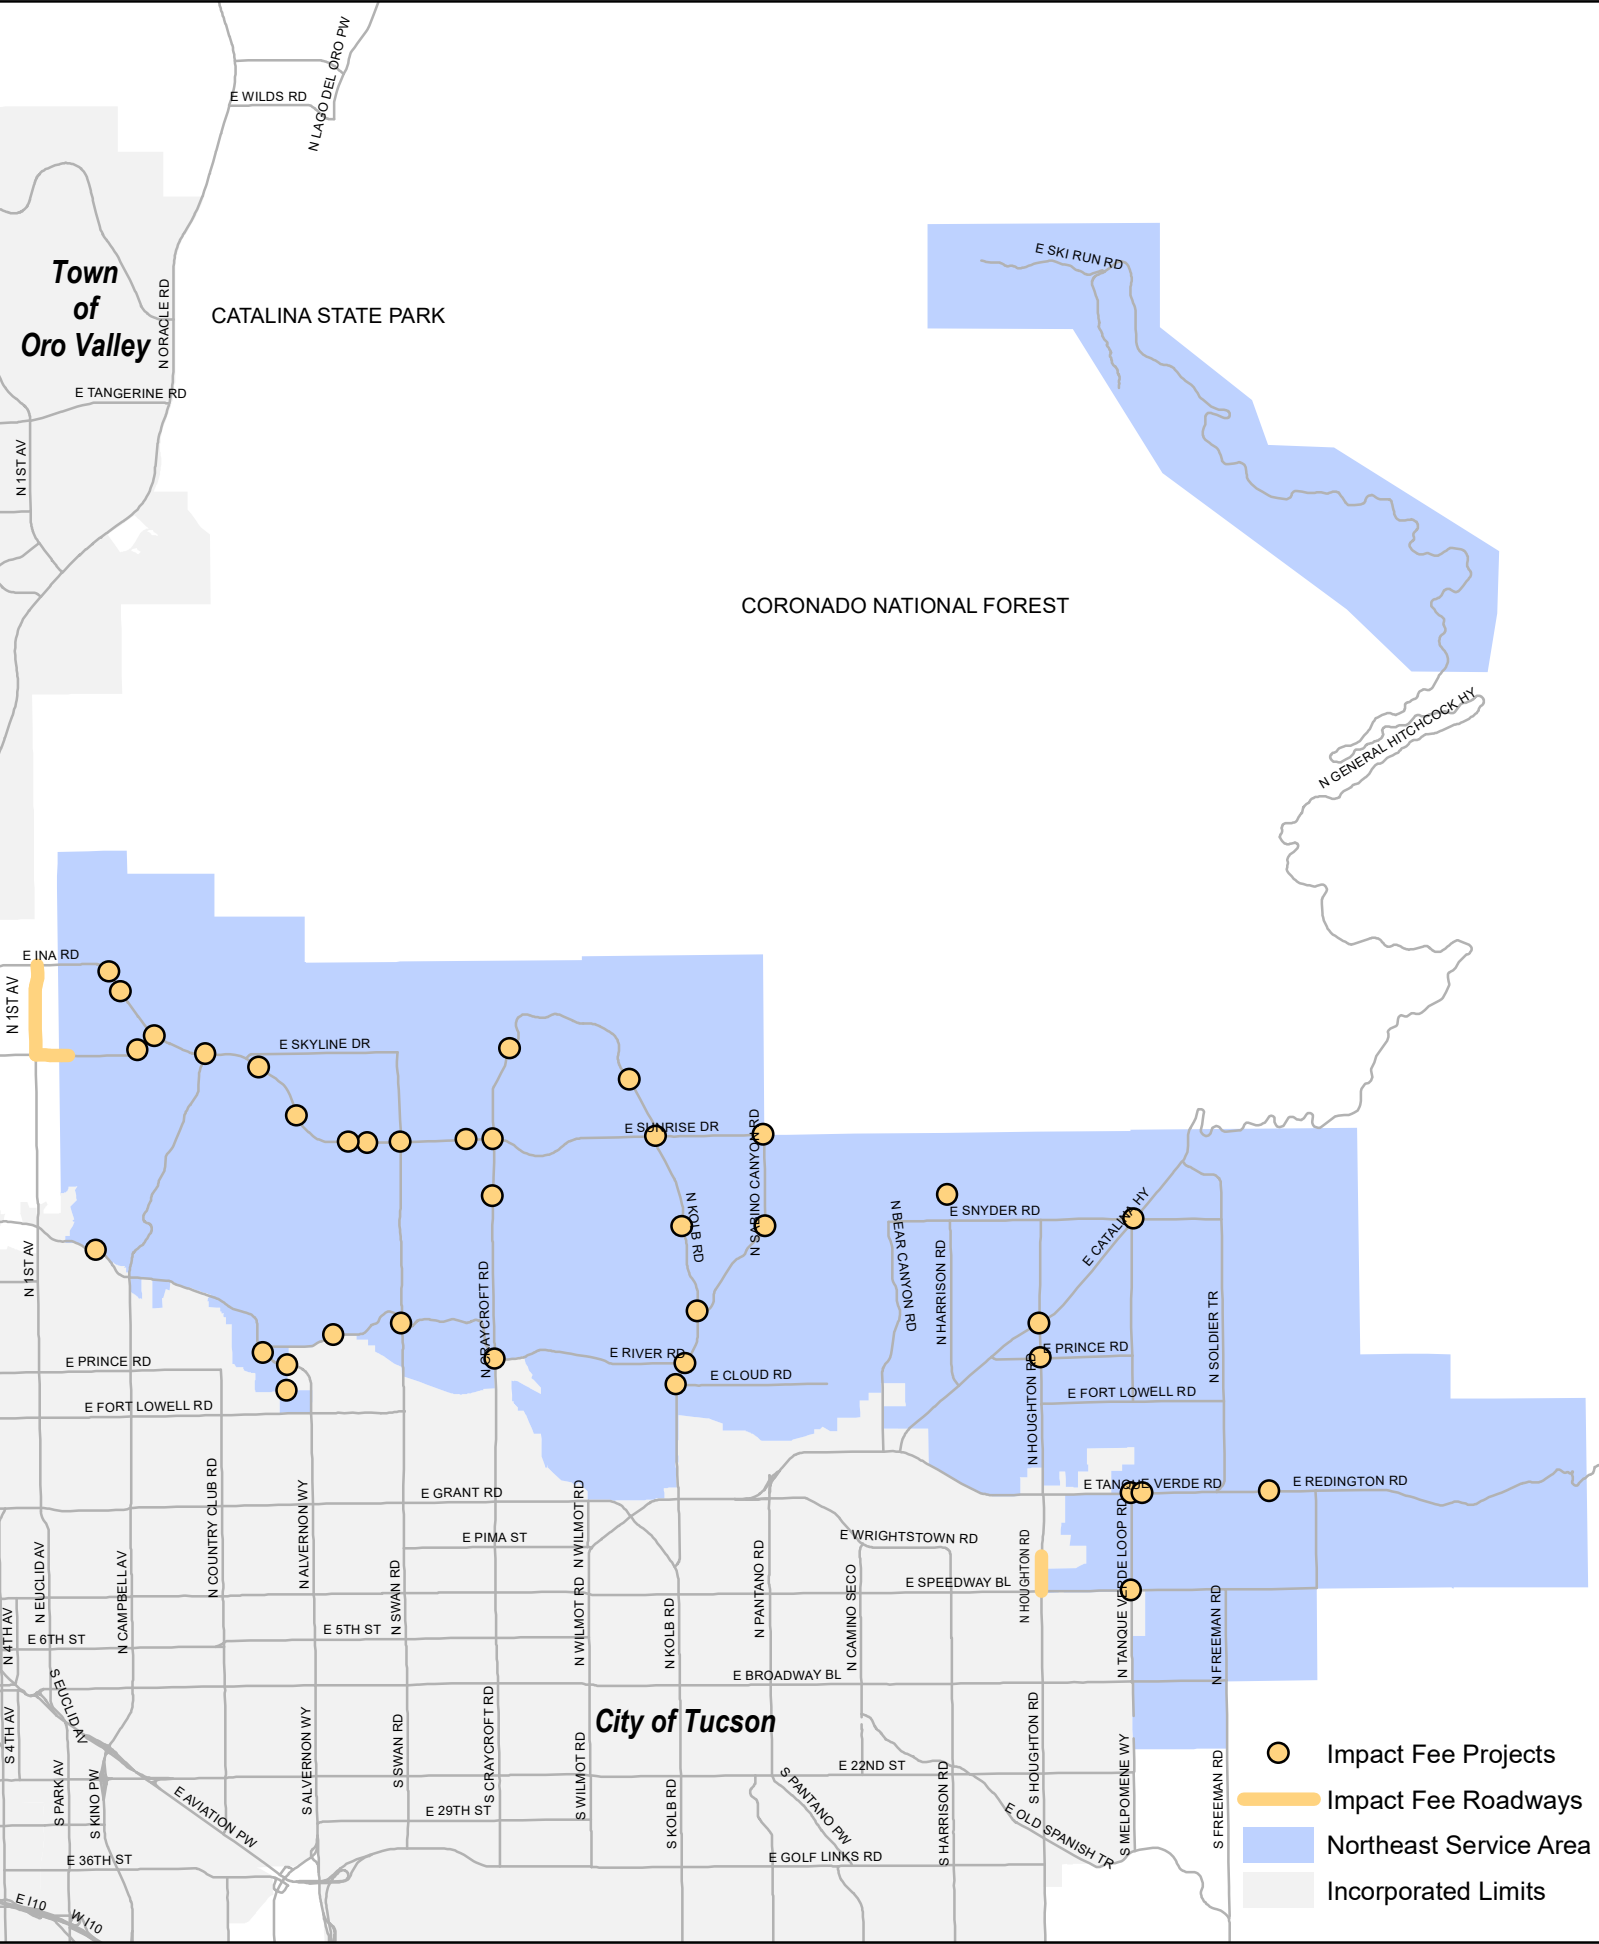 N LAGO DEL ORO PW
E WILDS RD
E SKI RUN RD
Town
of
Oro Valley
N ORACLE RD
CATALINA STATE PARK
E TANGERINE RD
N 1ST AV
CORONADO NATIONAL FOREST
N GENERAL HITCHCOCK HY
E INA RD
N 1ST AV
E SKYLINE DR
E SUNRISE DR
N SABINO CANYON RD
N KOLB RD
N BEAR CANYON RD
E SNYDER RD
E CATALINA HY
N HARRISON RD
N 1ST AV
N CRAYCROFT RD
N SOLDIER TR
E PRINCE RD
E RIVER RD
E CLOUD RD
E PRINCE RD
E FORT LOWELL RD
E FORT LOWELL RD
N HOUGHTON RD
N COUNTRY CLUB RD
N ALVERNON WY
E GRANT RD
E TANQUE VERDE RD
E REDINGTON RD
E PIMA ST
N WILMOT RD
E WRIGHTSTOWN RD
N EUCLID AV
N CAMPBELL AV
N SWAN RD
N WILMOT RD
N KOLB RD
N PANTANO RD
N CAMINO SECO
E SPEEDWAY BL
N HOUGHTON RD
N TANQUE VERDE LOOP RD
N FREEMAN RD
N 4TH AV
E 6TH ST
E 5TH ST
E BROADWAY BL
S EUCLID AV
S 4TH AV
City of Tucson
S ALVERNON WY
S SWAN RD
S CRAYCROFT RD
S WILMOT RD
S KOLB RD
S PANTANO PW
E 22ND ST
S HARRISON RD
S HOUGHTON RD
S MELPOMENE WY
S FREEMAN RD
S PARK AV
S KINO PW
E AVIATION PW
E 29TH ST
E OLD SPANISH TR
E GOLF LINKS RD
E 36TH ST
E I10
W I10
Impact Fee Projects
Impact Fee Roadways
Northeast Service Area
Incorporated Limits